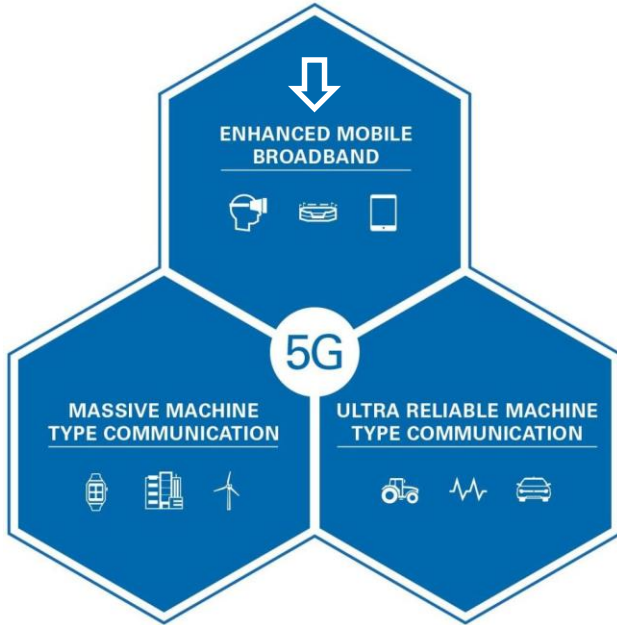 ENHANCED MOBILE
BROADBAND
5G
MASSIVE MACHINE
TYPE COMMUNICATION
ULTRA RELIABLE MACHINE
TYPE COMMUNICATION